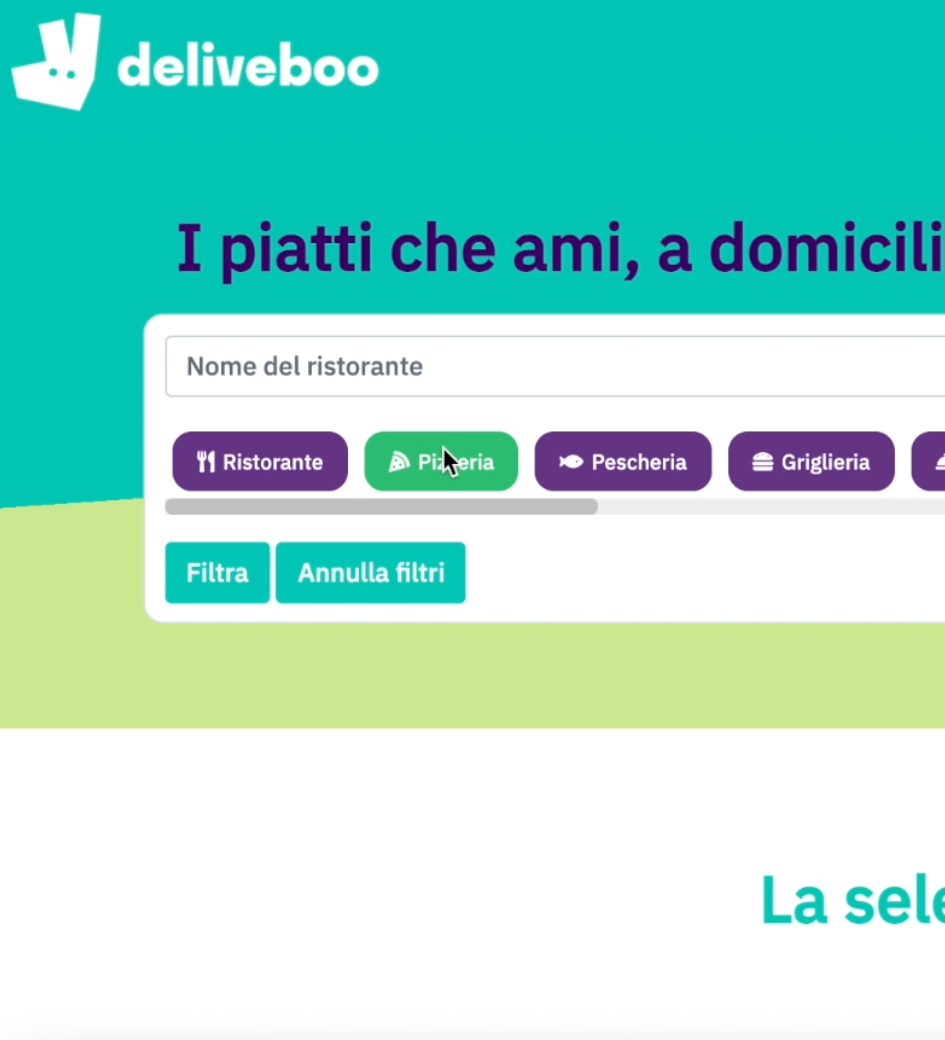 deliveboo
I piatti che ami, a domicili
Nome del ristorante
Ristorante Pizzeria Pescheria Griglieria
Filtra Annulla filtri
La sele